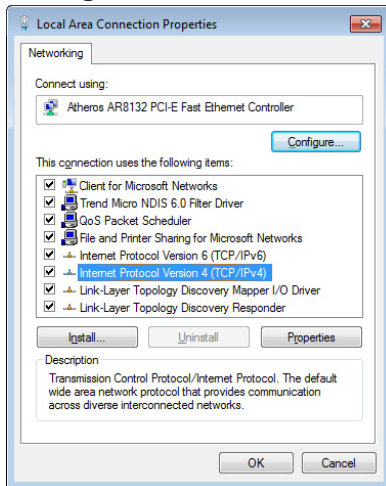 Local Area Connection Properties
Networking
Connect using:
Atheros AR8132 PCI-E Fast Ethernet Controller
Configure...
This connection uses the following items:
Client for Microsoft Networks
Trend Micro NDIS 6.0 Filter Driver
QoS Packet Scheduler
File and Printer Sharing for Microsoft Networks
Internet Protocol Version 6 (TCP/IPv6)
Internet Protocol Version 4 (TCP/IPv4)
Link-Layer Topology Discovery Mapper I/O Driver
Link-Layer Topology Discovery Responder
Install... Uninstall Properties
Description
Transmission Control Protocol/Internet Protocol. The default
wide area network protocol that provides communication
across diverse interconnected networks.
OK Cancel